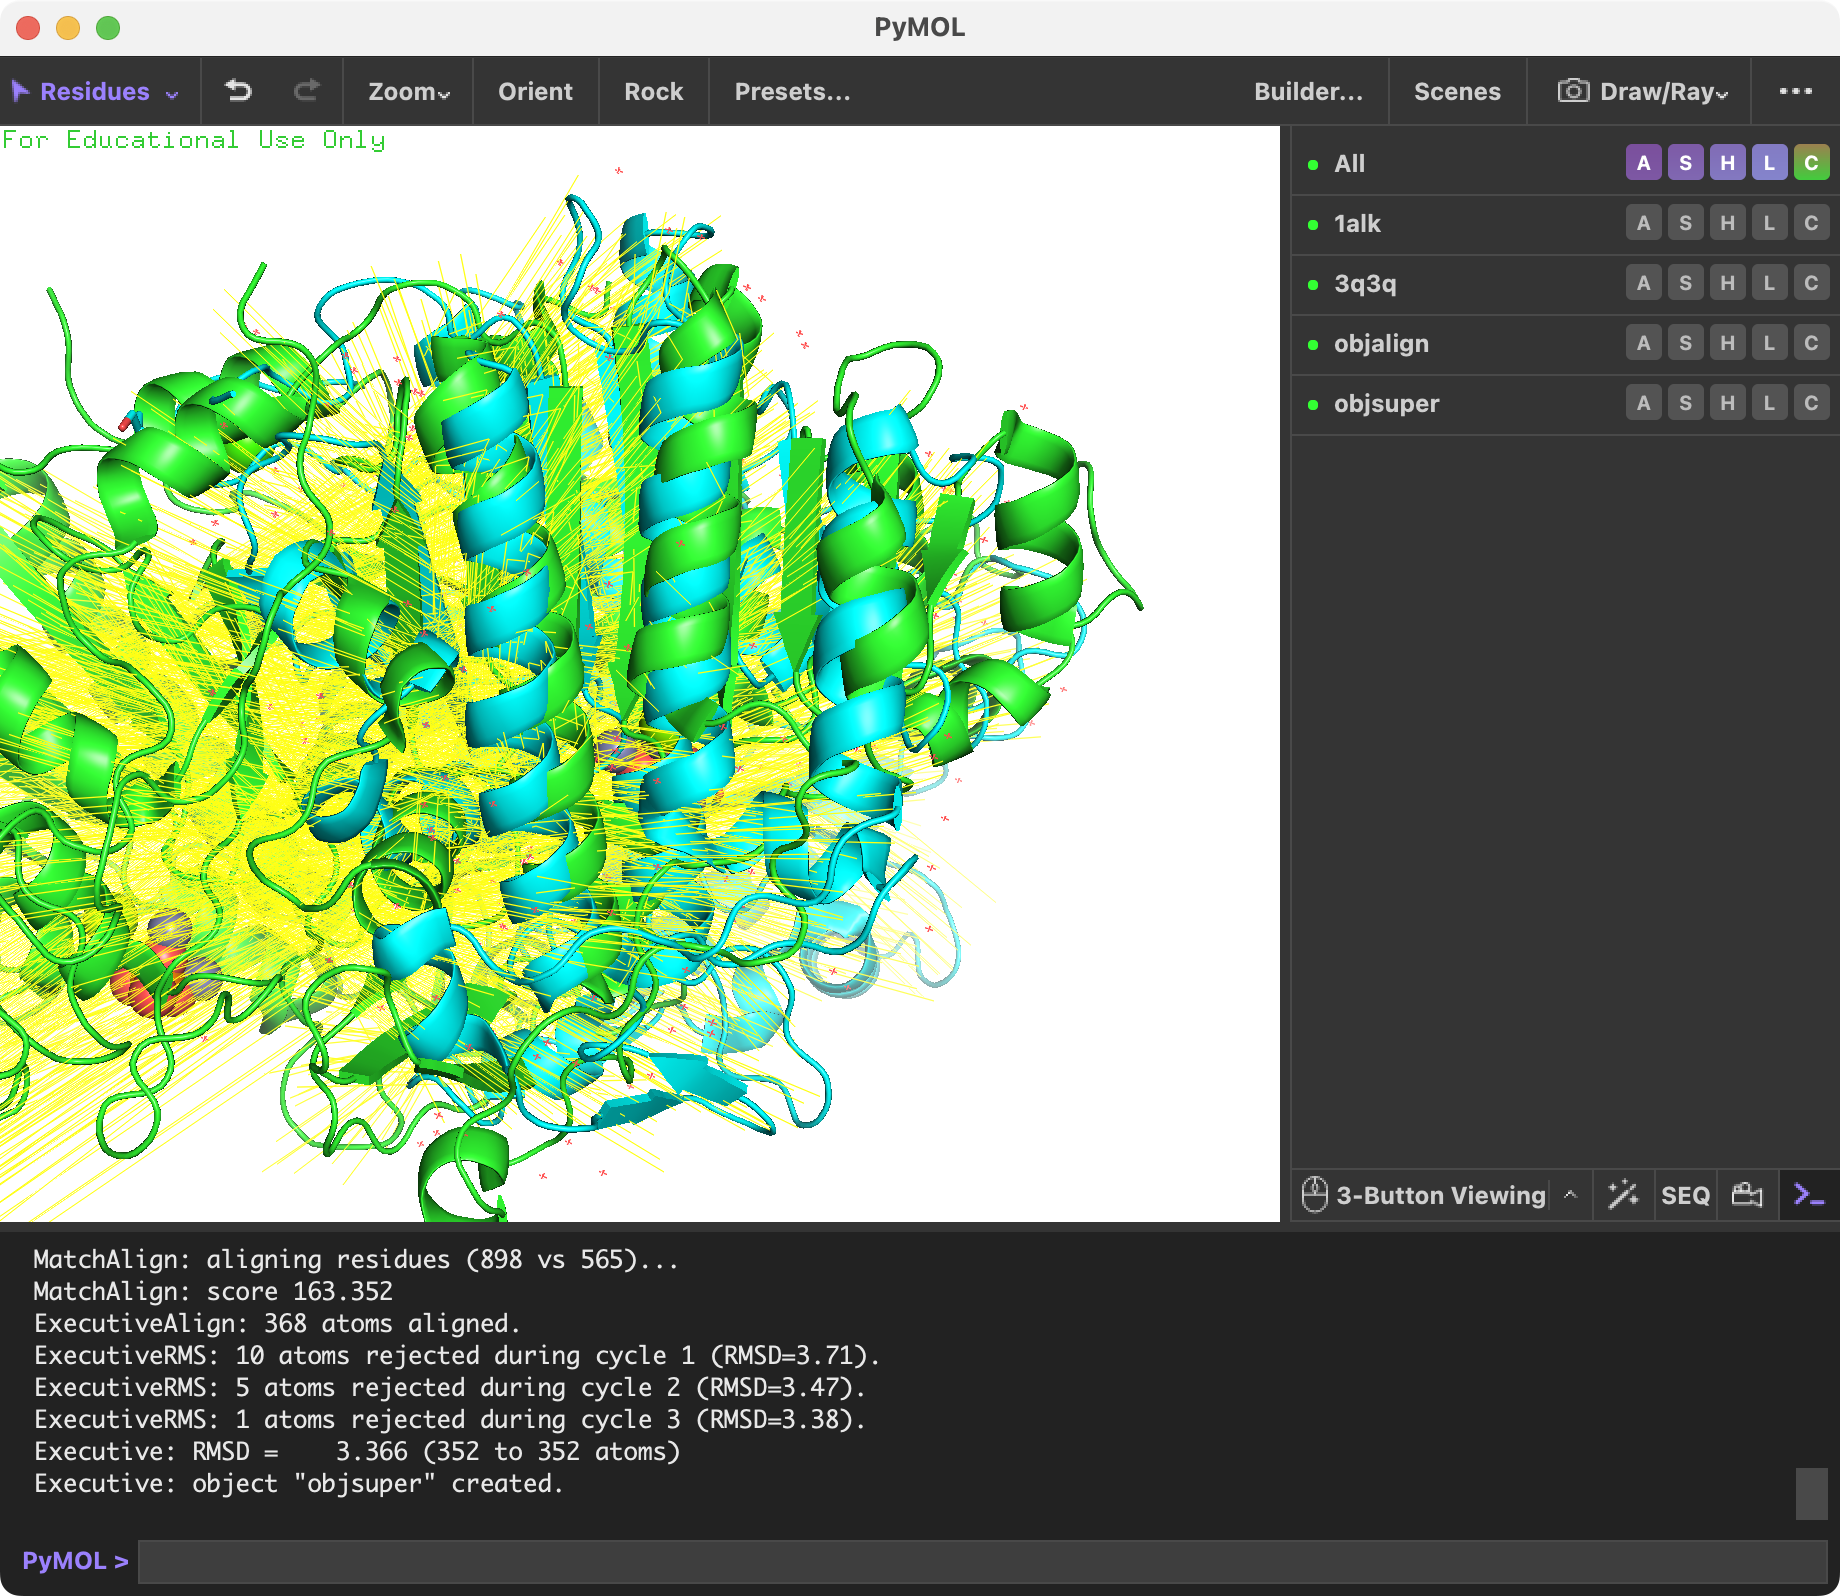 PyMOL
Residues
Zoom
Orient
Rock
Presets...
Builder...
Scenes
Draw/Ray
For Educational Use Only
All A S H L C
1alk A S H L C
3q3q A S H L C
objalign A S H L C
objsuper A S H L C
3-Button Viewing
SEQ
MatchAlign: aligning residues (898 vs 565)...
MatchAlign: score 163.352
ExecutiveAlign: 368 atoms aligned.
ExecutiveRMS: 10 atoms rejected during cycle 1 (RMSD=3.71).
ExecutiveRMS: 5 atoms rejected during cycle 2 (RMSD=3.47).
ExecutiveRMS: 1 atoms rejected during cycle 3 (RMSD=3.38).
Executive: RMSD =    3.366 (352 to 352 atoms)
Executive: object "objsuper" created.
PyMOL >